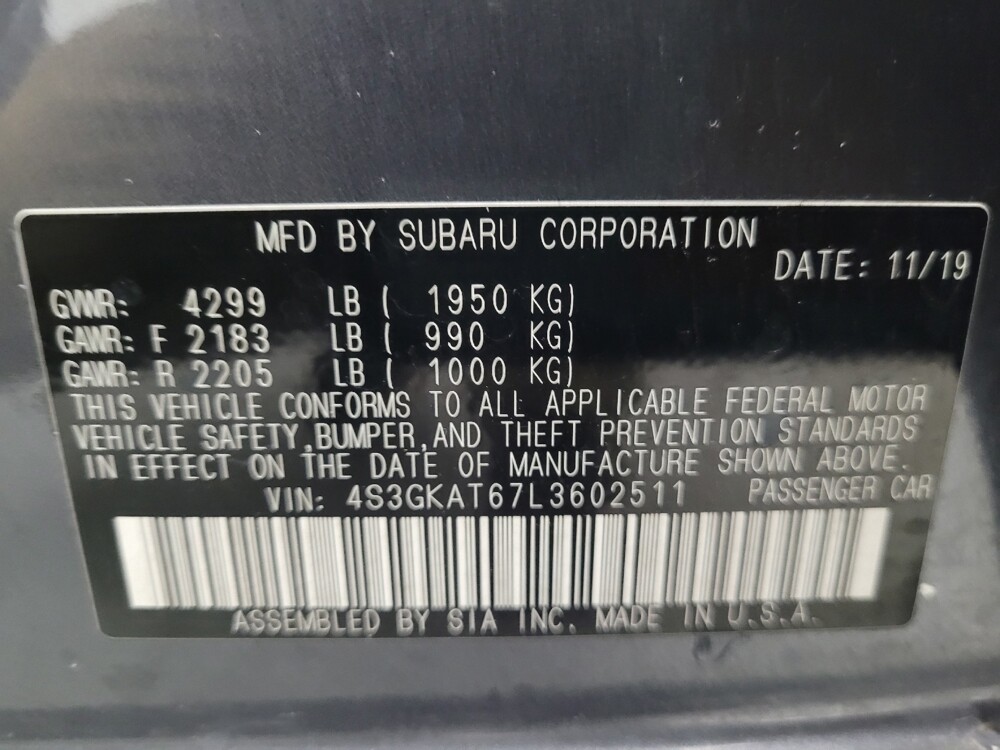 MFD BY SUBARU CORPORATION
DATE: 11/19
GVWR: 4299 LB ( 1950 KG)
GAWR: F 2183 LB ( 990 KG)
GAWR: R 2205 LB ( 1000 KG)
THIS VEHICLE CONFORMS TO ALL APPLICABLE FEDERAL MOTOR
VEHICLE SAFETY,BUMPER,AND THEFT PREVENTION STANDARDS
IN EFFECT ON THE DATE OF MANUFACTURE SHOWN ABOVE.
VIN: 4S3GKAT67L3602511 PASSENGER CAR
ASSEMBLED BY SIA INC. MADE IN U.S.A.